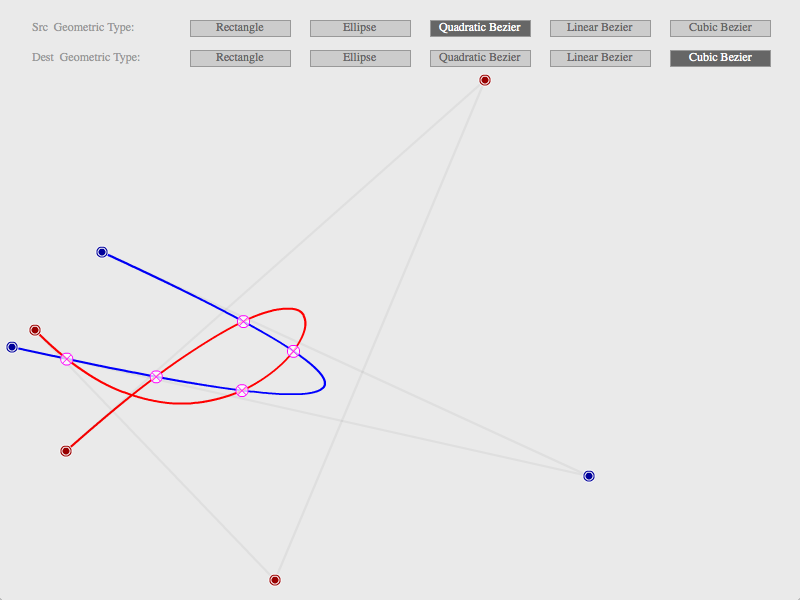 Src Geometric Type: Rectangle Ellipse Quadratic Bezier Linear Bezier Cubic Bezier
Dest Geometric Type: Rectangle Ellipse Quadratic Bezier Linear Bezier Cubic Bezier